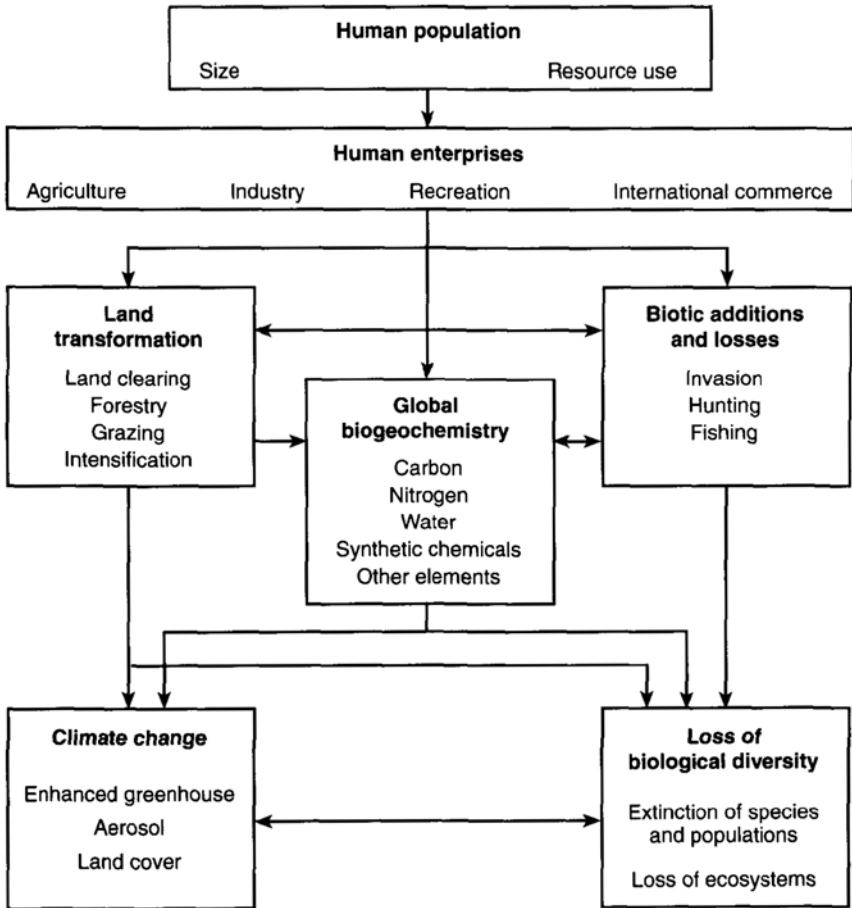 Human population
Size Resource use
Human enterprises
Agriculture Industry Recreation International commerce
Land
transformation
Land clearing
Forestry
Grazing
Intensification
Global
biogeochemistry
Carbon
Nitrogen
Water
Synthetic chemicals
Other elements
Biotic additions
and losses
Invasion
Hunting
Fishing
Climate change
Enhanced greenhouse
Aerosol
Land cover
Loss of
biological diversity
Extinction of species
and populations
Loss of ecosystems